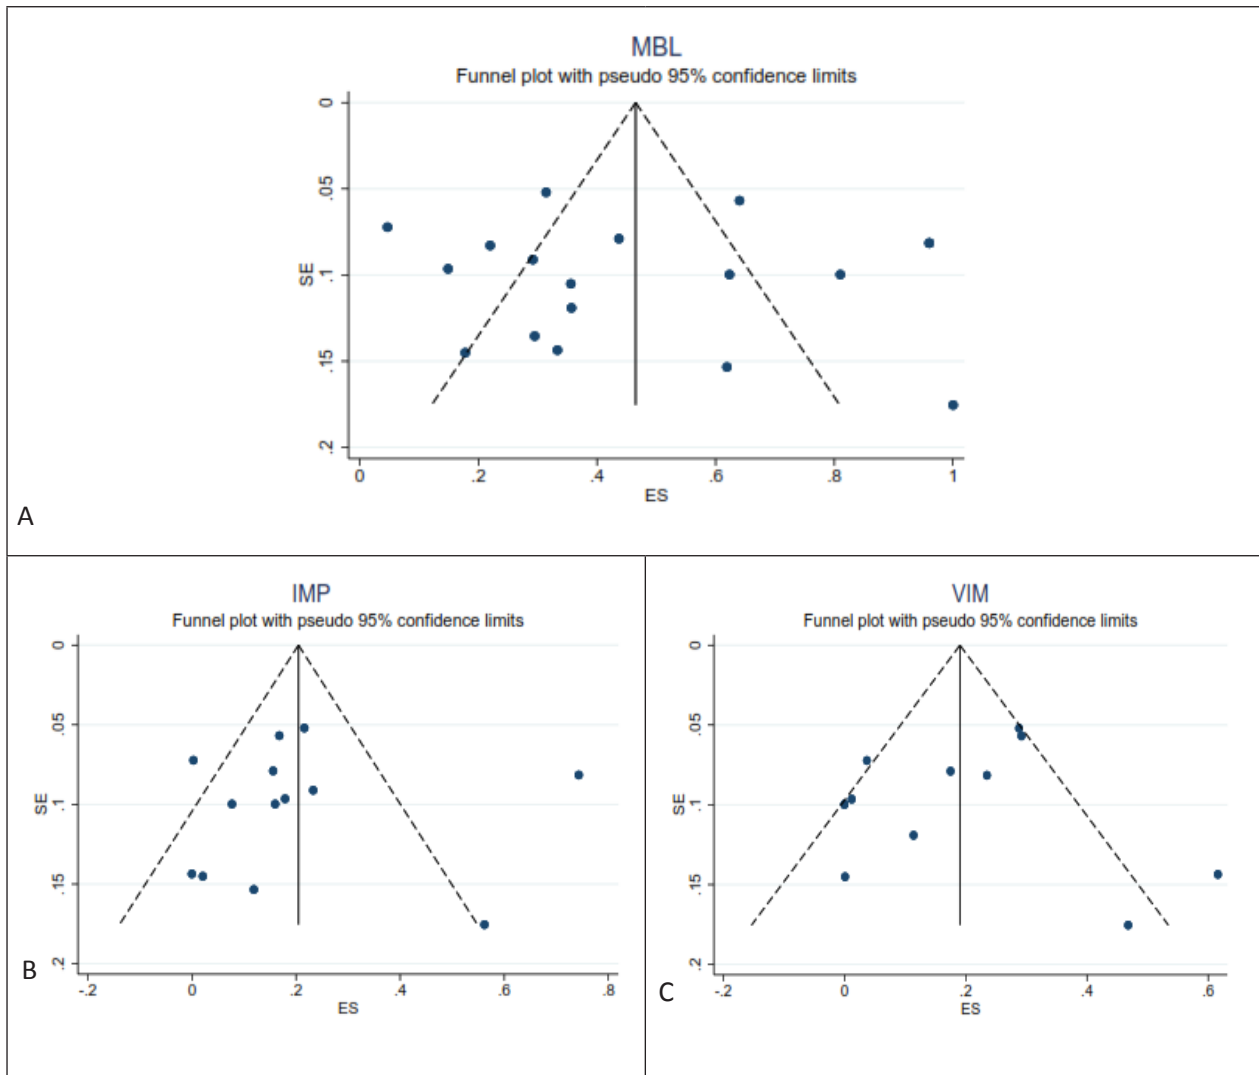 MBL
Funnel plot with pseudo 95% confidence limits
0
.05
.1
.15
.2
SE
0 .2 .4 .6 .8 1
ES
A
IMP
Funnel plot with pseudo 95% confidence limits
0
.05
.1
.15
.2
SE
-.2 0 .2 .4 .6 .8
ES
B
VIM
Funnel plot with pseudo 95% confidence limits
0
.05
.1
.15
.2
SE
-.2 0 .2 .4 .6
ES
C